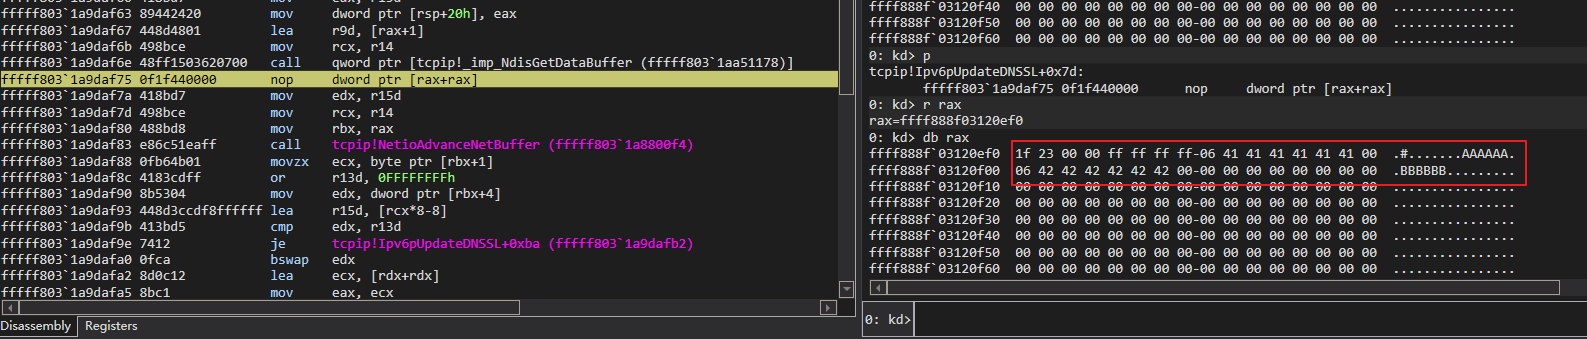 fffff803`1a9daf63 89442420 mov dword ptr [rsp+20h], eax
fffff803`1a9daf67 448d4801 lea r9d, [rax+1]
fffff803`1a9daf6b 498bce mov rcx, r14
fffff803`1a9daf6e 48ff1503620700 call qword ptr [tcpip!_imp_NdisGetDataBuffer (fffff803`1aa51178)]
fffff803`1a9daf75 0f1f440000 nop dword ptr [rax+rax]
fffff803`1a9daf7a 418bd7 mov edx, r15d
fffff803`1a9daf7d 498bce mov rcx, r14
fffff803`1a9daf80 488bd8 mov rbx, rax
fffff803`1a9daf83 e86c51eaff call tcpip!NetioAdvanceNetBuffer (fffff803`1a8800f4)
fffff803`1a9daf88 0fb64b01 movzx ecx, byte ptr [rbx+1]
fffff803`1a9daf8c 4183cdff or r13d, 0FFFFFFFFh
fffff803`1a9daf90 8b5304 mov edx, dword ptr [rbx+4]
fffff803`1a9daf93 448d3ccdf8ffffff lea r15d, [rcx*8-8]
fffff803`1a9daf9b 413bd5 cmp edx, r13d
fffff803`1a9daf9e 7412 je tcpip!Ipv6pUpdateDNSSL+0xba (fffff803`1a9dafb2)
fffff803`1a9dafa0 0fca bswap edx
fffff803`1a9dafa2 8d0c12 lea ecx, [rdx+rdx]
fffff803`1a9dafa5 8bc1 mov eax, ecx
Disassembly Registers
ffff888f`03120f40 00 00 00 00 00 00 00 00-00 00 00 00 00 00 00 00 ................
ffff888f`03120f50 00 00 00 00 00 00 00 00-00 00 00 00 00 00 00 00 ................
ffff888f`03120f60 00 00 00 00 00 00 00 00-00 00 00 00 00 00 00 00 ................
0: kd> p
tcpip!Ipv6pUpdateDNSSL+0x7d:
fffff803`1a9daf75 0f1f440000 nop dword ptr [rax+rax]
0: kd> r rax
rax=ffff888f03120ef0
0: kd> db rax
ffff888f`03120ef0 1f 23 00 00 ff ff ff ff-06 41 41 41 41 41 41 00 .#.......AAAAAA.
ffff888f`03120f00 06 42 42 42 42 42 42 00-00 00 00 00 00 00 00 00 .BBBBBB.........
ffff888f`03120f10 00 00 00 00 00 00 00 00-00 00 00 00 00 00 00 00 ................
ffff888f`03120f20 00 00 00 00 00 00 00 00-00 00 00 00 00 00 00 00 ................
ffff888f`03120f30 00 00 00 00 00 00 00 00-00 00 00 00 00 00 00 00 ................
ffff888f`03120f40 00 00 00 00 00 00 00 00-00 00 00 00 00 00 00 00 ................
ffff888f`03120f50 00 00 00 00 00 00 00 00-00 00 00 00 00 00 00 00 ................
ffff888f`03120f60 00 00 00 00 00 00 00 00-00 00 00 00 00 00 00 00 ................
0: kd>